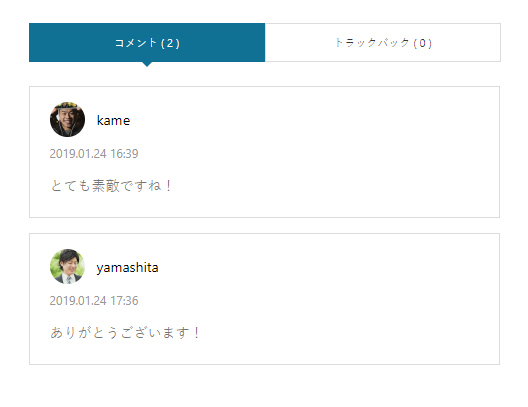 コメント ( 2 )
トラックバック ( 0 )
kame
2019.01.24 16:39
とても素敵ですね！
yamashita
2019.01.24 17:36
ありがとうございます！